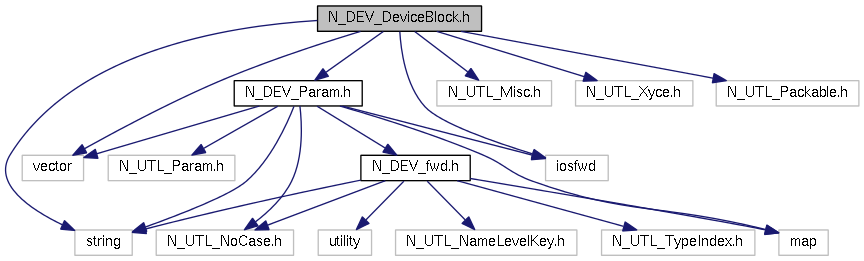 N_DEV_DeviceBlock.h
N_DEV_Param.h
N_UTL_Misc.h
N_UTL_Xyce.h
N_UTL_Packable.h
vector
N_UTL_Param.h
N_DEV_fwd.h
iosfwd
string
N_UTL_NoCase.h
utility
N_UTL_NameLevelKey.h
N_UTL_TypeIndex.h
map